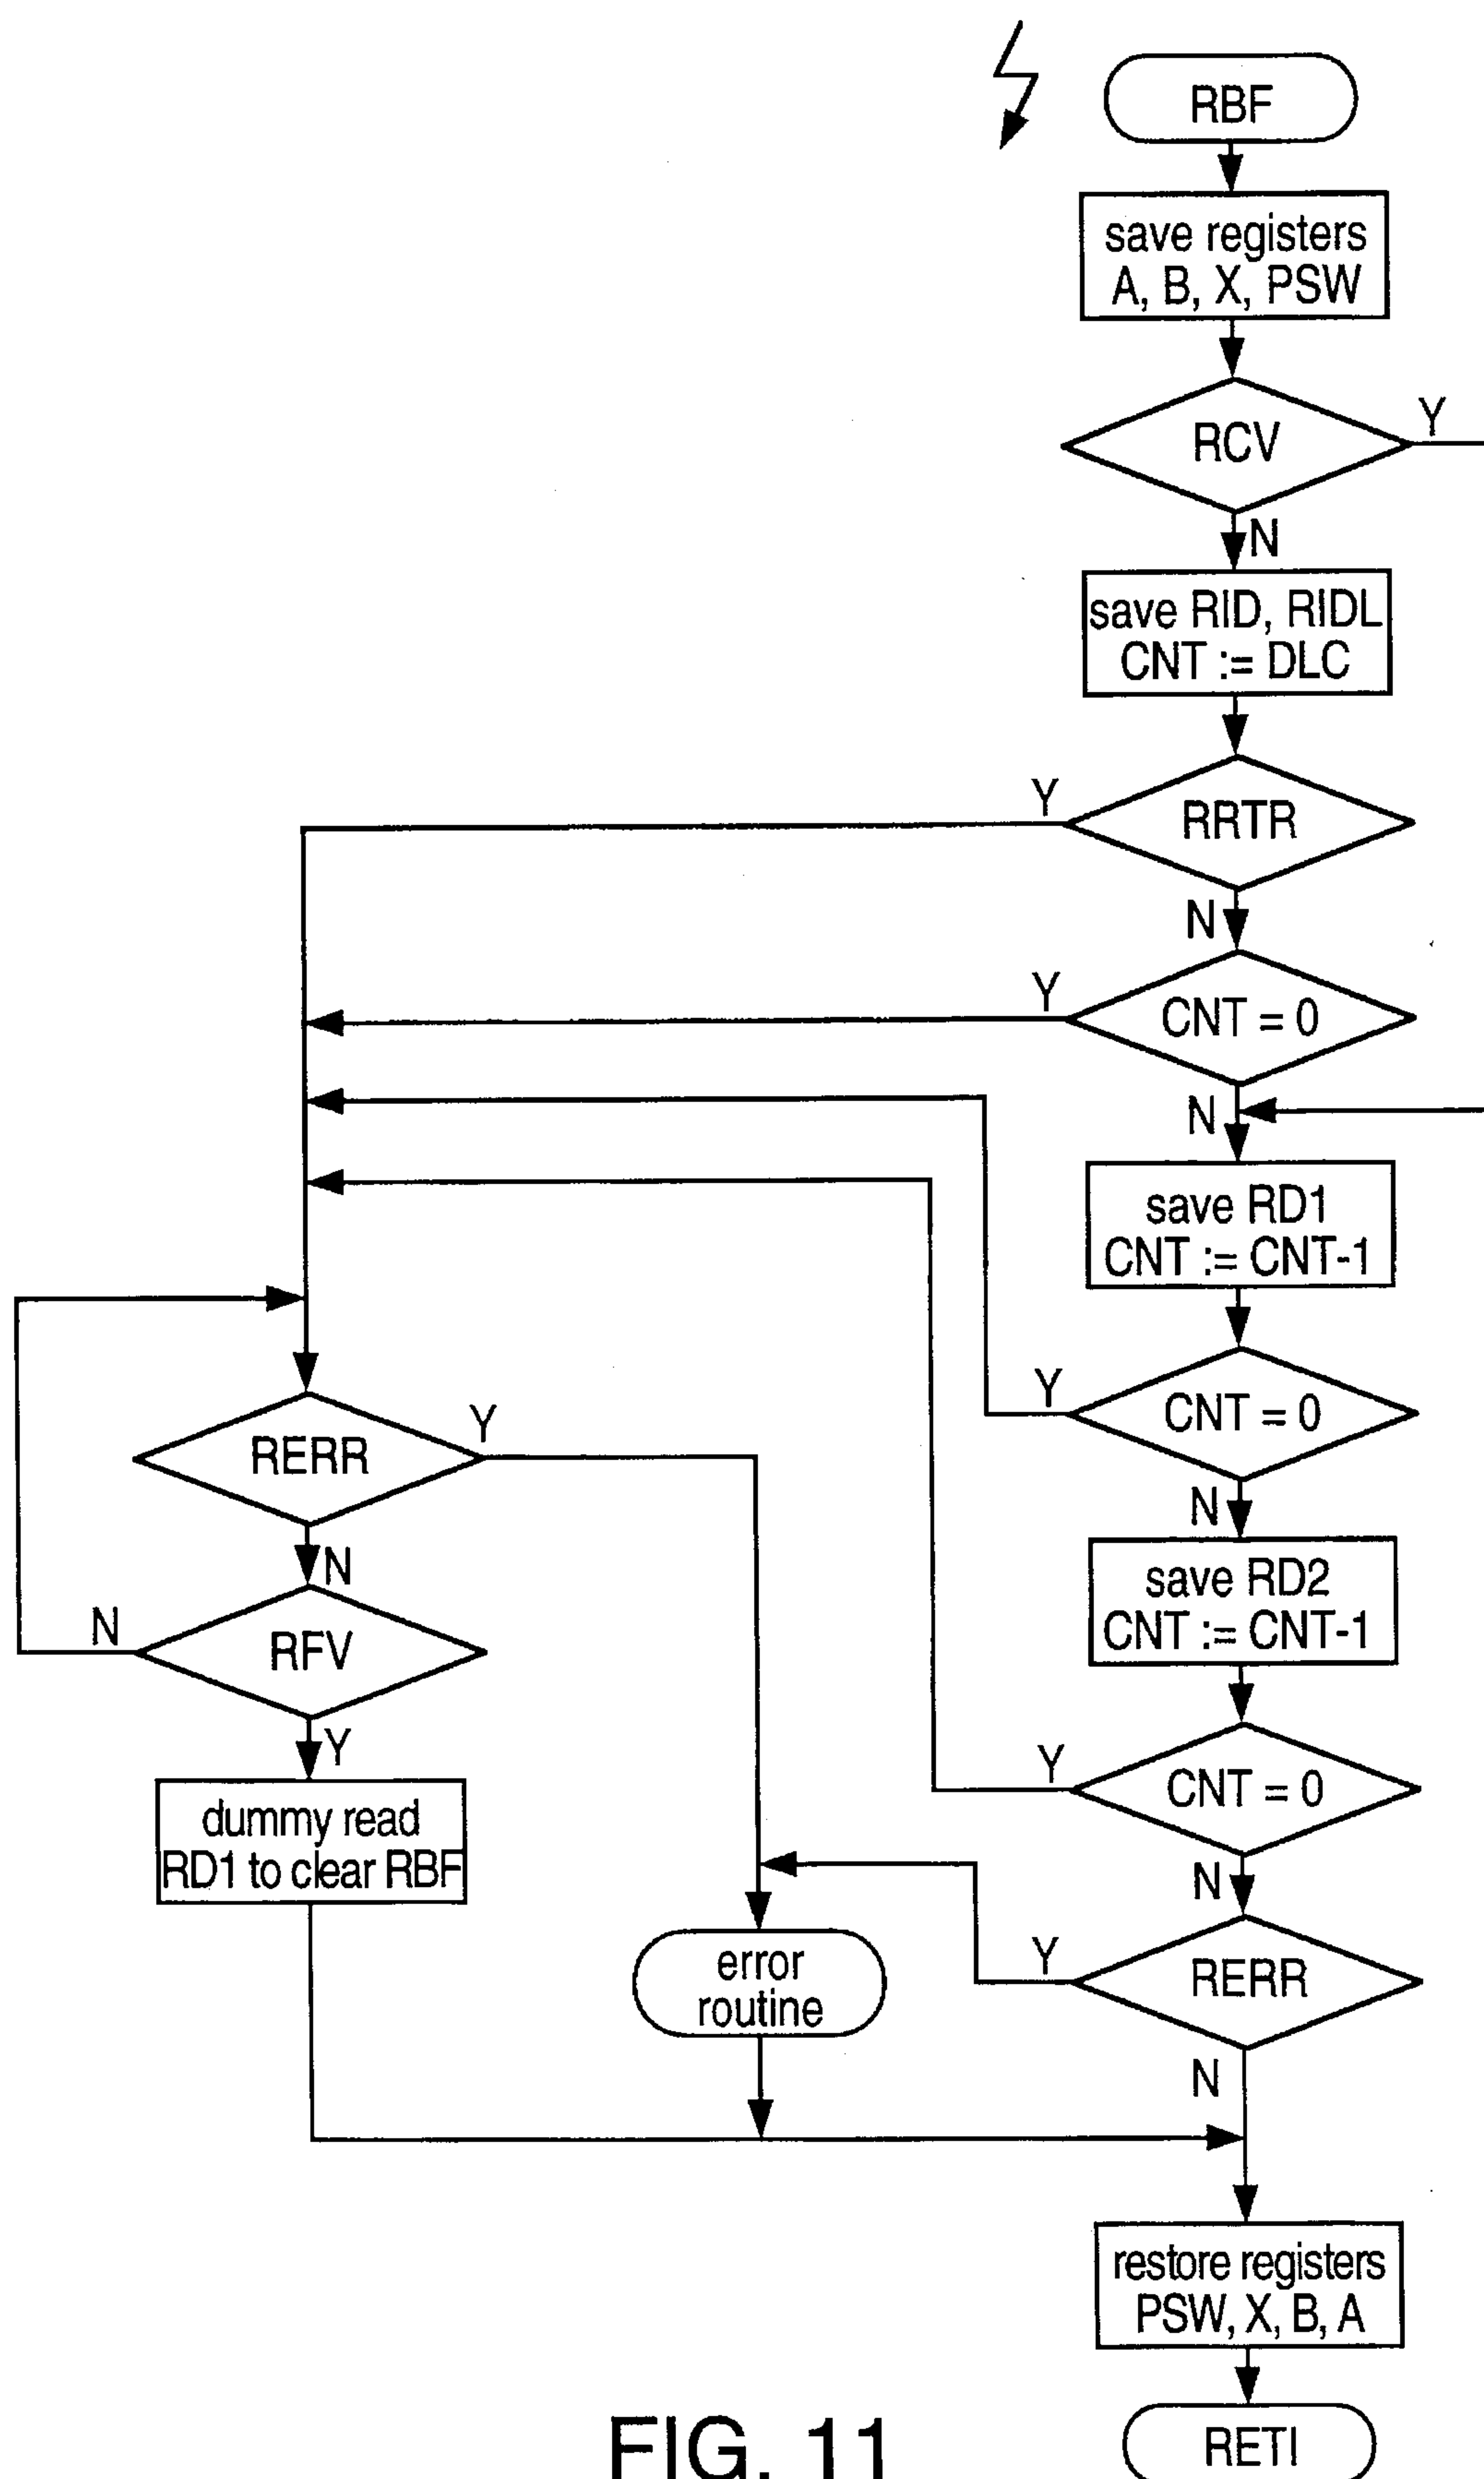 RBF
save registers
A, B, X, PSW
RCV
Y
N
save RID, RIDL
CNT := DLC
RRTR
Y
N
CNT = 0
Y
N
save RD1
CNT := CNT-1
CNT = 0
Y
N
save RD2
CNT := CNT-1
CNT = 0
Y
N
RERR
Y
N
RERR
Y
N
RFV
N
Y
dummy read
RD1 to clear RBF
error
routine
restore registers
PSW, X, B, A
RETI
FIG. 11